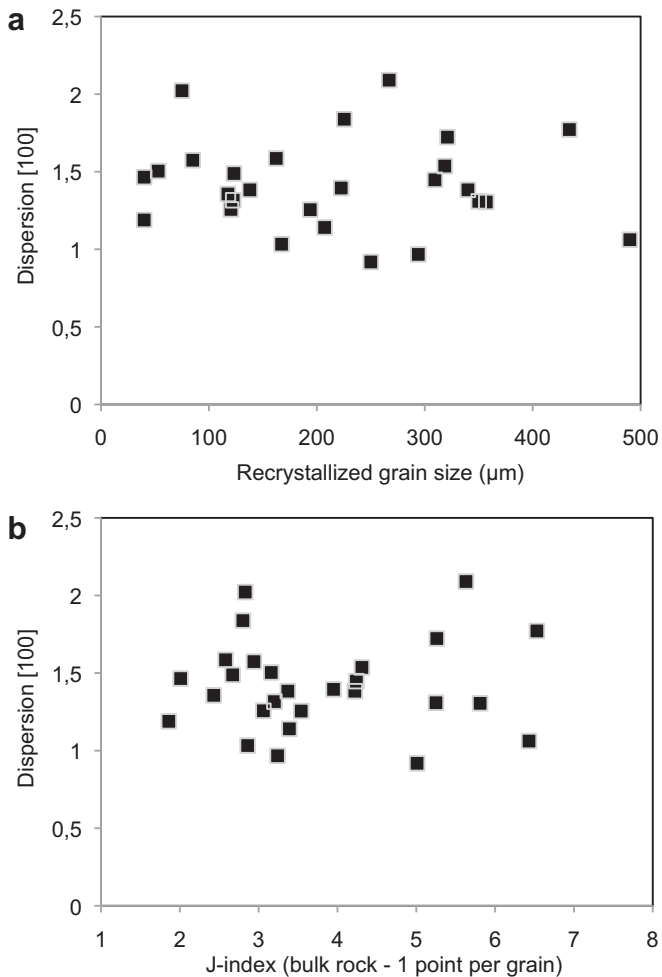 a
2,5
2
1,5
1
0,5
0
Dispersion [100]
0 100 200 300 400 500
Recrystallized grain size (µm)
b
2,5
2
1,5
1
0,5
0
Dispersion [100]
1 2 3 4 5 6 7 8
J-index (bulk rock - 1 point per grain)